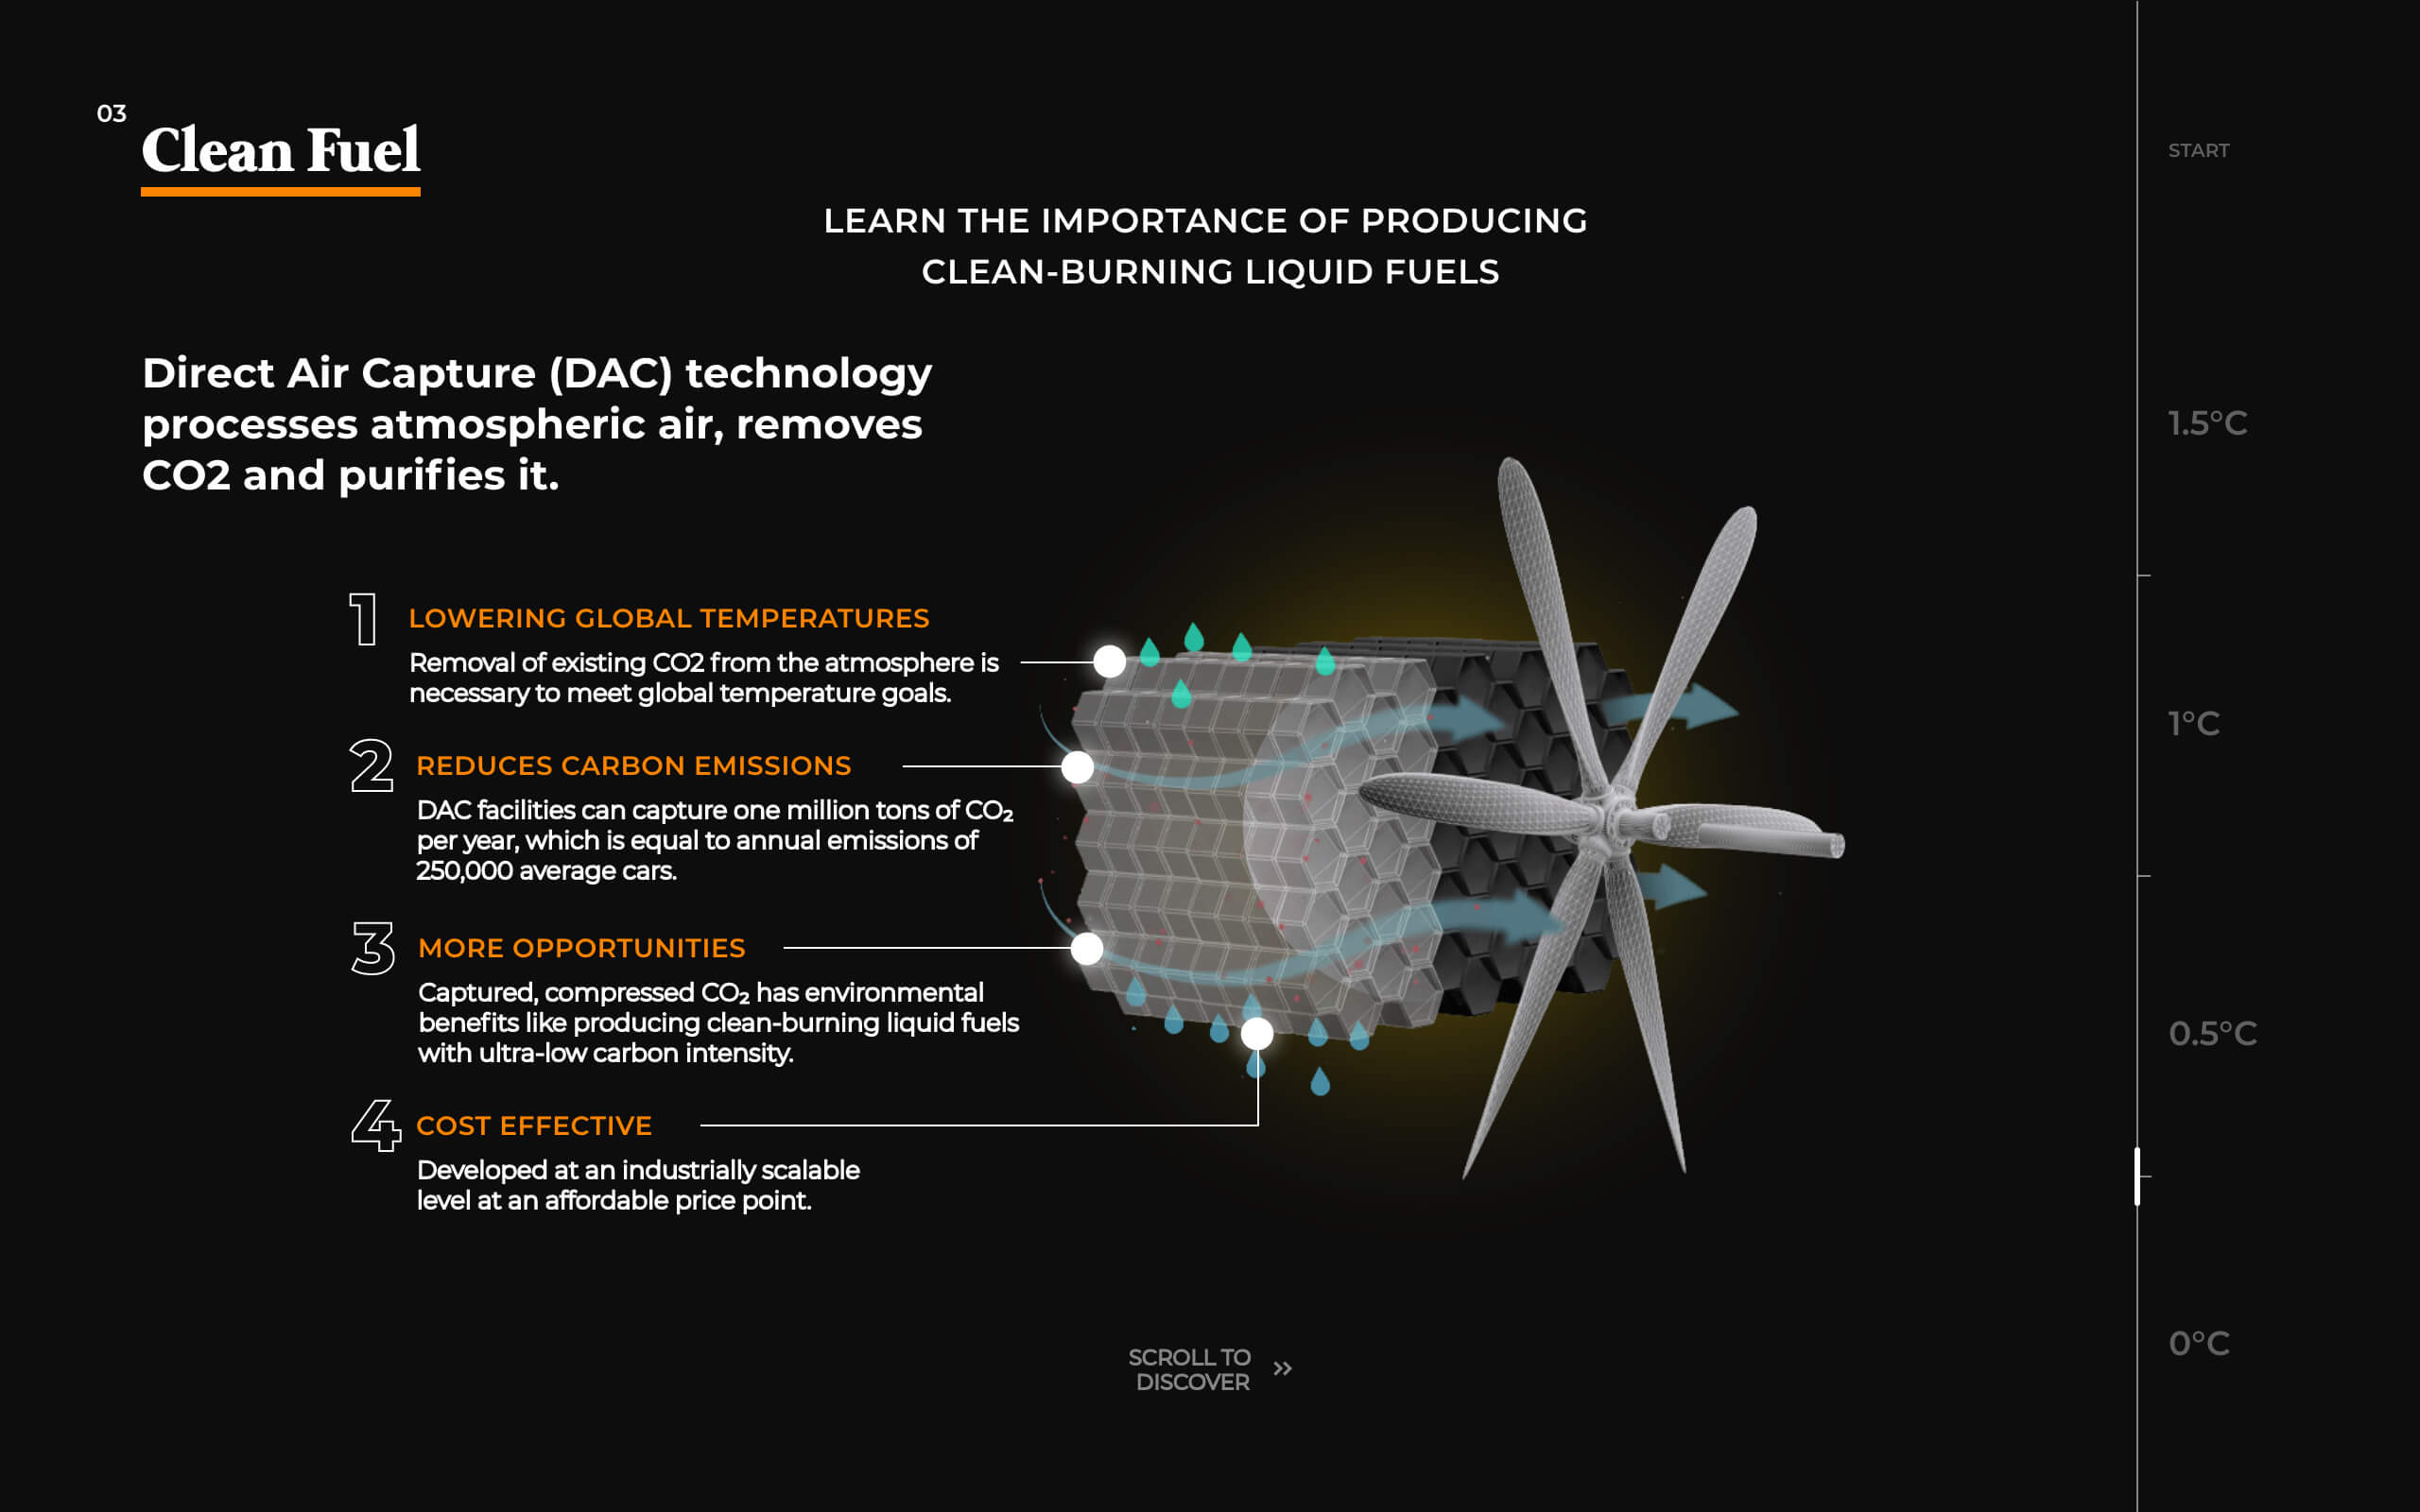 03
Clean Fuel
LEARN THE IMPORTANCE OF PRODUCING
CLEAN-BURNING LIQUID FUELS
Direct Air Capture (DAC) technology
processes atmospheric air, removes
CO2 and purifies it.
1
LOWERING GLOBAL TEMPERATURES
Removal of existing CO2 from the atmosphere is
necessary to meet global temperature goals.
2
REDUCES CARBON EMISSIONS
DAC facilities can capture one million tons of CO₂
per year, which is equal to annual emissions of
250,000 average cars.
3
MORE OPPORTUNITIES
Captured, compressed CO₂ has environmental
benefits like producing clean-burning liquid fuels
with ultra-low carbon intensity.
4
COST EFFECTIVE
Developed at an industrially scalable
level at an affordable price point.
SCROLL TO
DISCOVER »
START
1.5°C
1°C
0.5°C
0°C